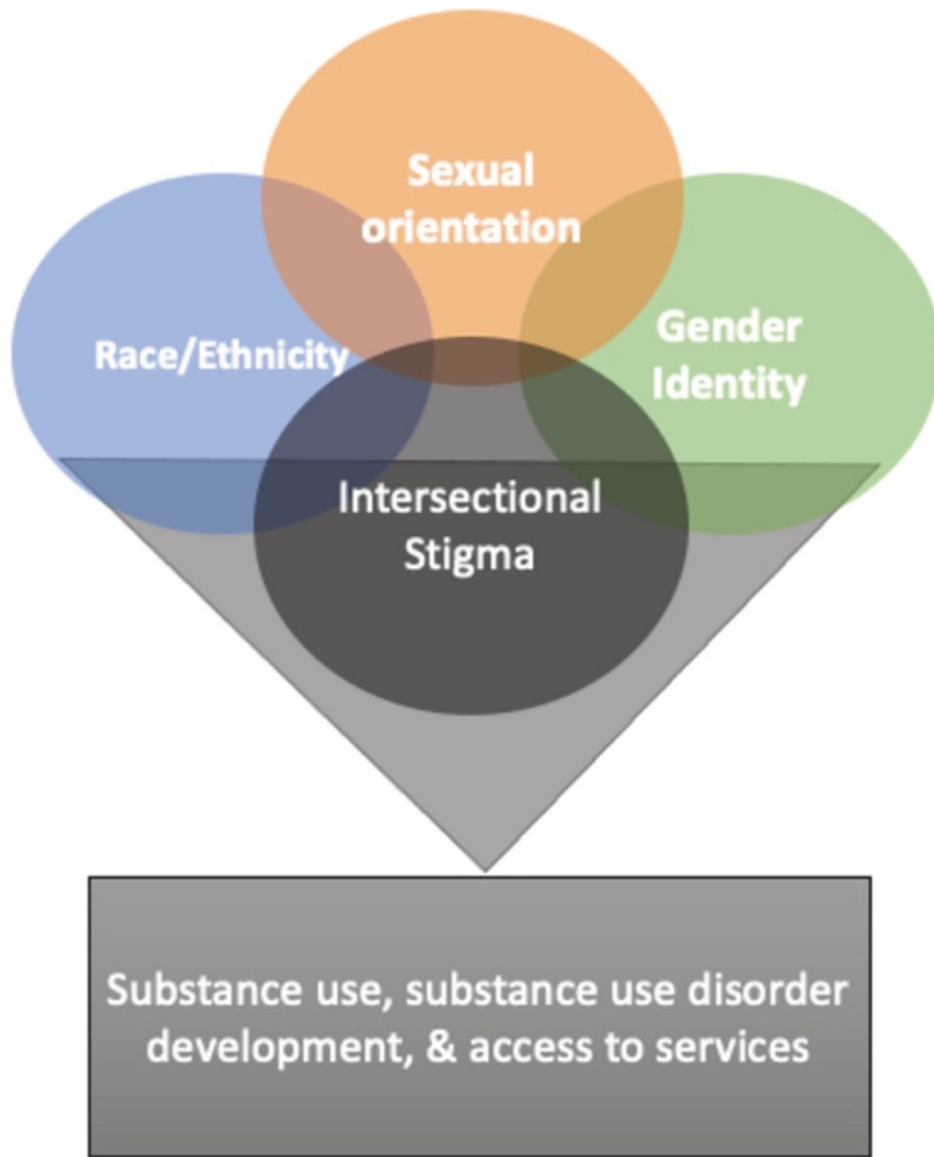 Sexual
orientation
Race/Ethnicity
Gender
Identity
Intersectional
Stigma
Substance use, substance use disorder
development, & access to services